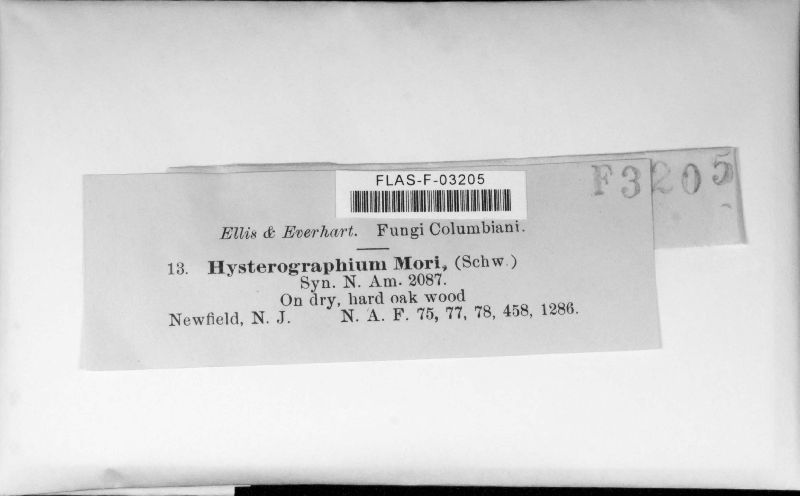 FLAS-F-03205
F3205
Ellis & Everhart. Fungi Columbiani.
13. Hysterographium Mori, (Schw.)
Syn. N. Am. 2087.
On dry, hard oak wood
Newfield, N. J. N. A. F. 75, 77, 78, 458, 1286.